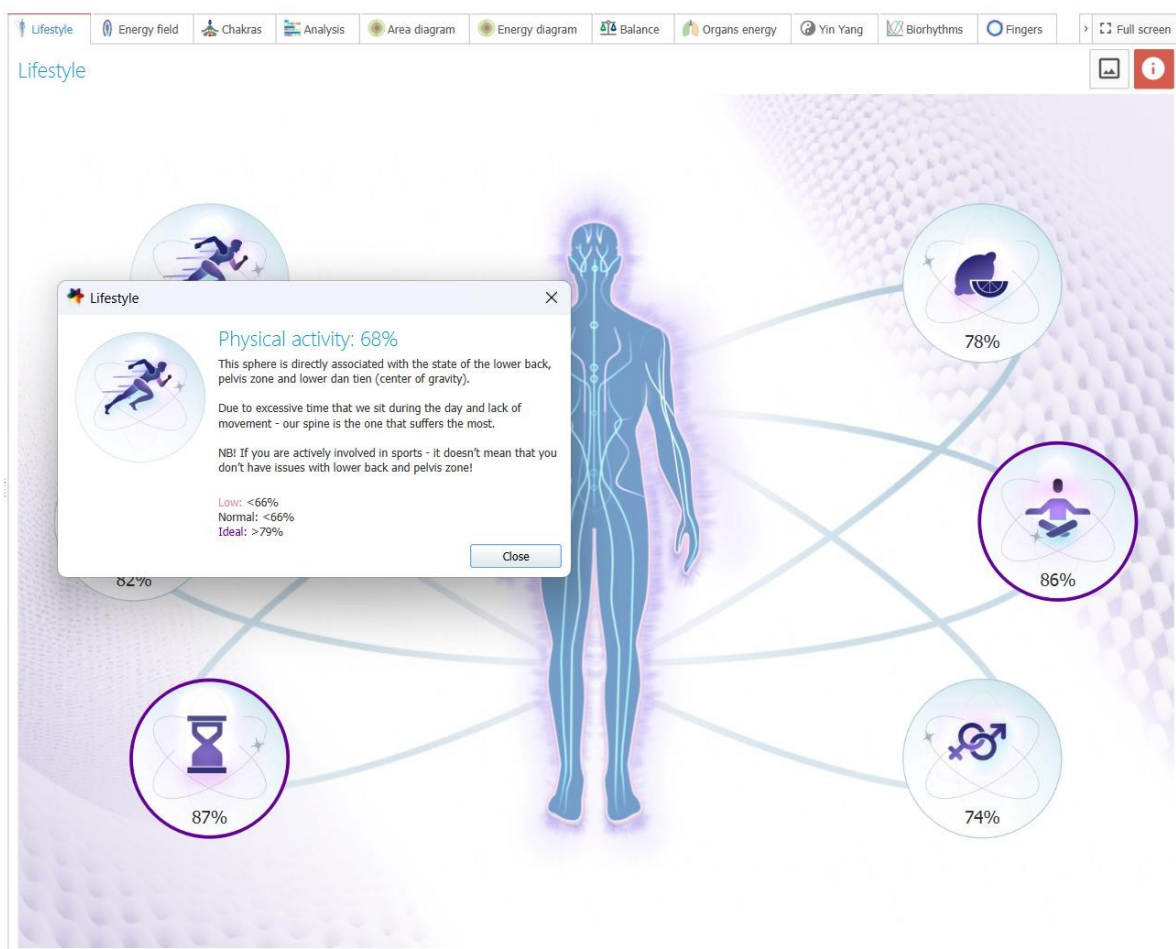 Lifestyle
Energy field
Chakras
Analysis
Area diagram
Energy diagram
Balance
Organs energy
Yin Yang
Biorhythms
Fingers
Full screen
Lifestyle
78%
Lifestyle
Physical activity: 68%
This sphere is directly associated with the state of the lower back,
pelvis zone and lower dan tien (center of gravity).
Due to excessive time that we sit during the day and lack of
movement - our spine is the one that suffers the most.
NB! If you are actively involved in sports - it doesn't mean that you
don't have issues with lower back and pelvis zone!
Low: <66%
Normal: <66%
Ideal: >79%
Close
82%
86%
87%
74%